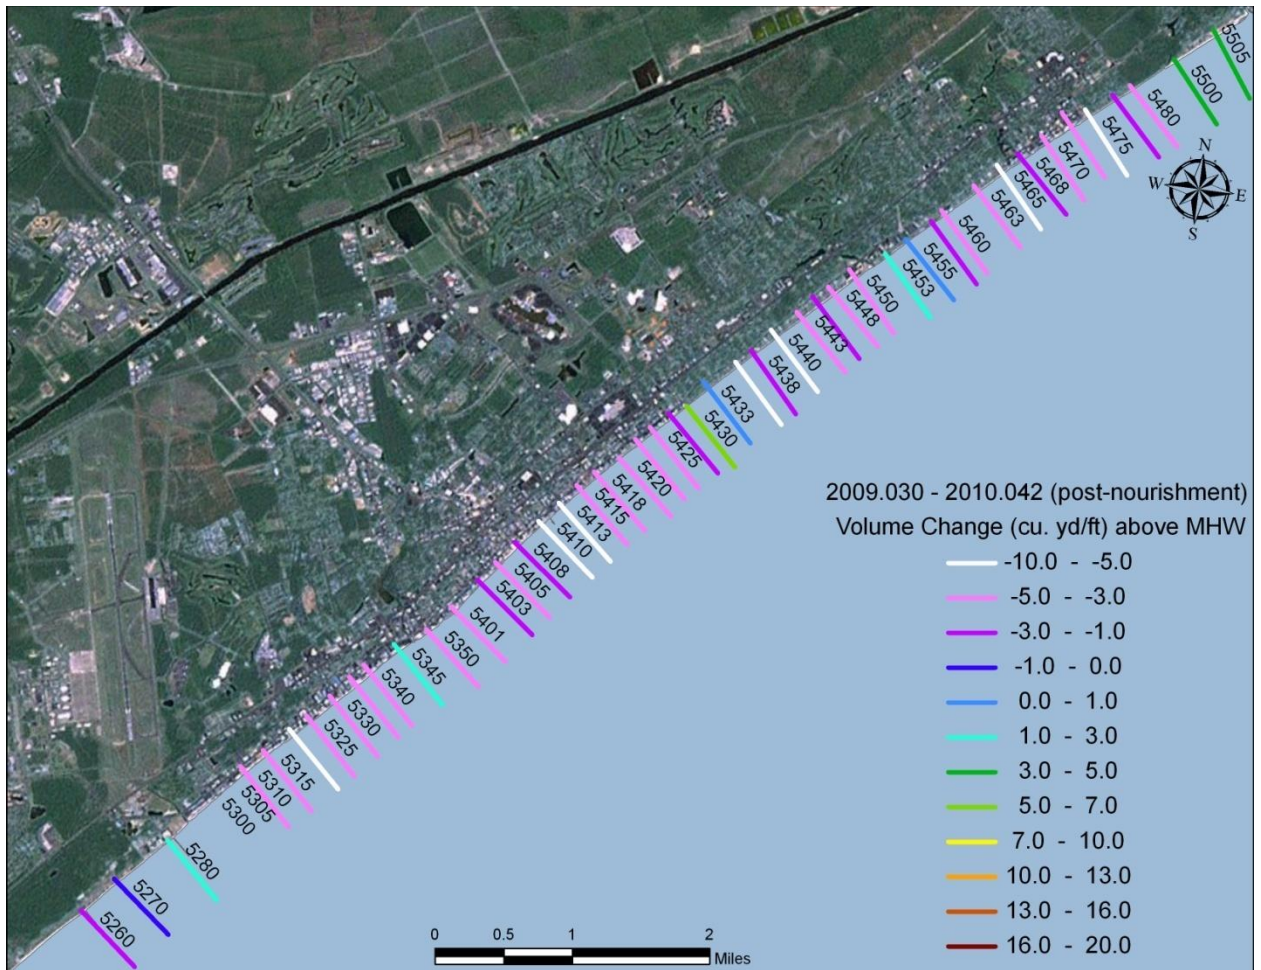 5505
5500
5480
5475
5470
5468
5465
5463
5460
5455
5453
5450
5448
5443
5440
5438
5433
5430
5425
5420
5418
5415
5413
5410
5408
5405
5403
5401
5350
5345
5340
5330
5325
5315
5310
5305
5300
5280
5270
5260
N
W
E
S
2009.030 - 2010.042 (post-nourishment)
Volume Change (cu. yd/ft) above MHW
-10.0 - -5.0
-5.0 - -3.0
-3.0 - -1.0
-1.0 - 0.0
0.0 - 1.0
1.0 - 3.0
3.0 - 5.0
5.0 - 7.0
7.0 - 10.0
10.0 - 13.0
13.0 - 16.0
16.0 - 20.0
0 0.5 1 2
Miles